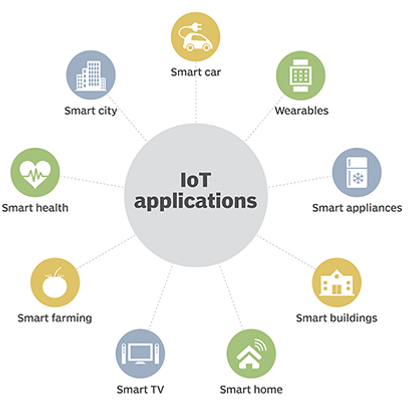 Smart car
Smart city
Wearables
IoT
applications
Smart health
Smart appliances
Smart farming
Smart buildings
Smart TV
Smart home